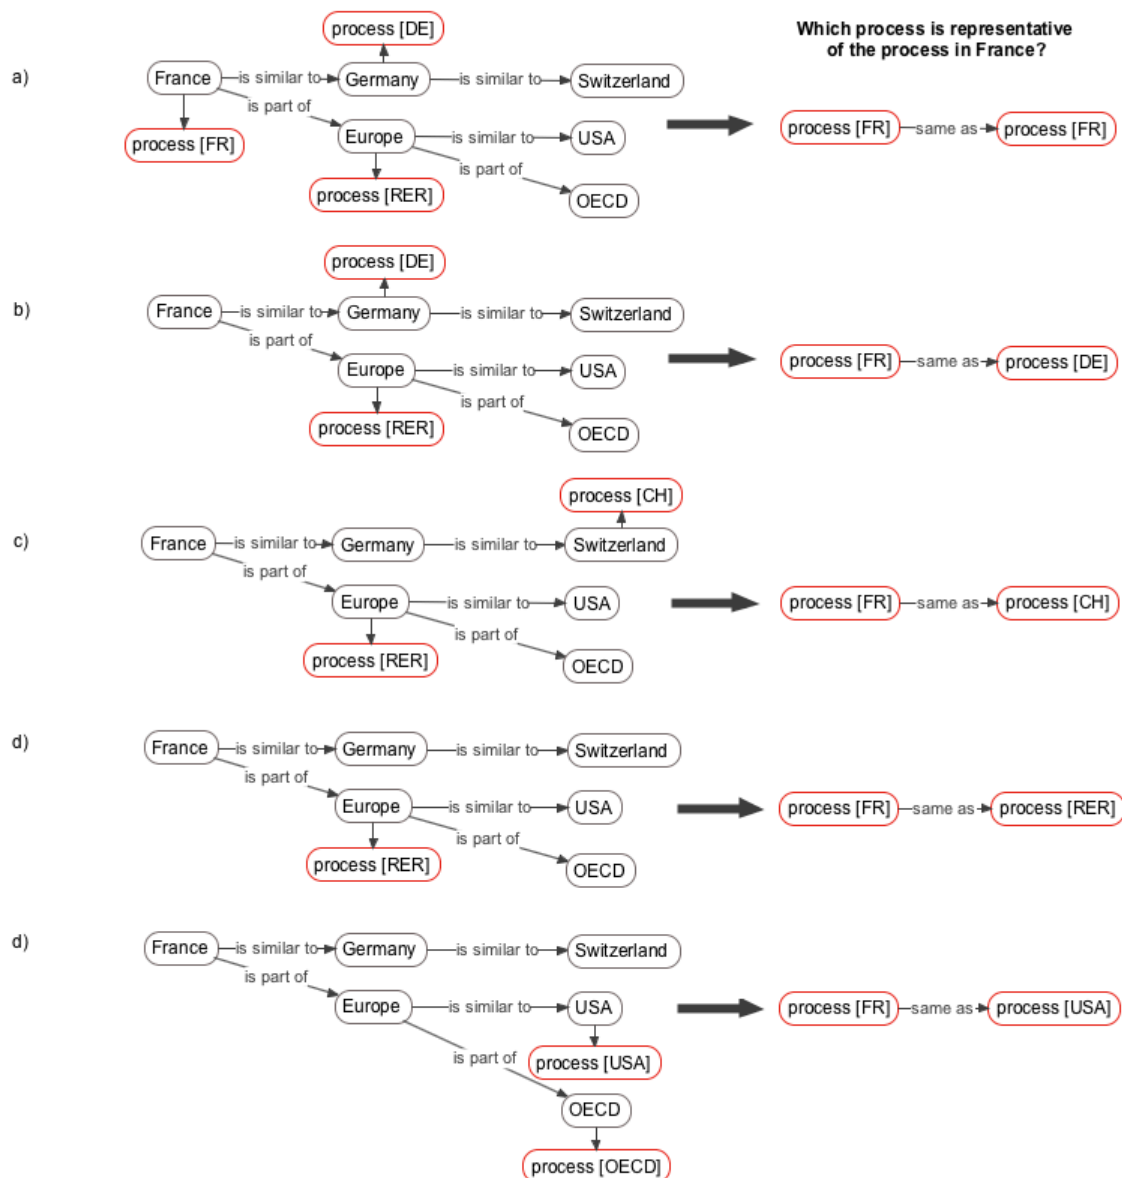 Which process is representative
of the process in France?
a)
process [DE]
France
is similar to
Germany
is similar to
Switzerland
is part of
process [FR]
Europe
is similar to
USA
is part of
process [RER]
OECD
process [FR]
same as
process [FR]
b)
process [DE]
France
is similar to
Germany
is similar to
Switzerland
is part of
Europe
is similar to
USA
is part of
process [RER]
OECD
process [FR]
same as
process [DE]
c)
process [CH]
France
is similar to
Germany
is similar to
Switzerland
is part of
Europe
is similar to
USA
is part of
process [RER]
OECD
process [FR]
same as
process [CH]
d)
France
is similar to
Germany
is similar to
Switzerland
is part of
Europe
is similar to
USA
is part of
process [RER]
OECD
process [FR]
same as
process [RER]
d)
France
is similar to
Germany
is similar to
Switzerland
is part of
Europe
is similar to
USA
is part of
process [USA]
OECD
process [OECD]
process [FR]
same as
process [USA]